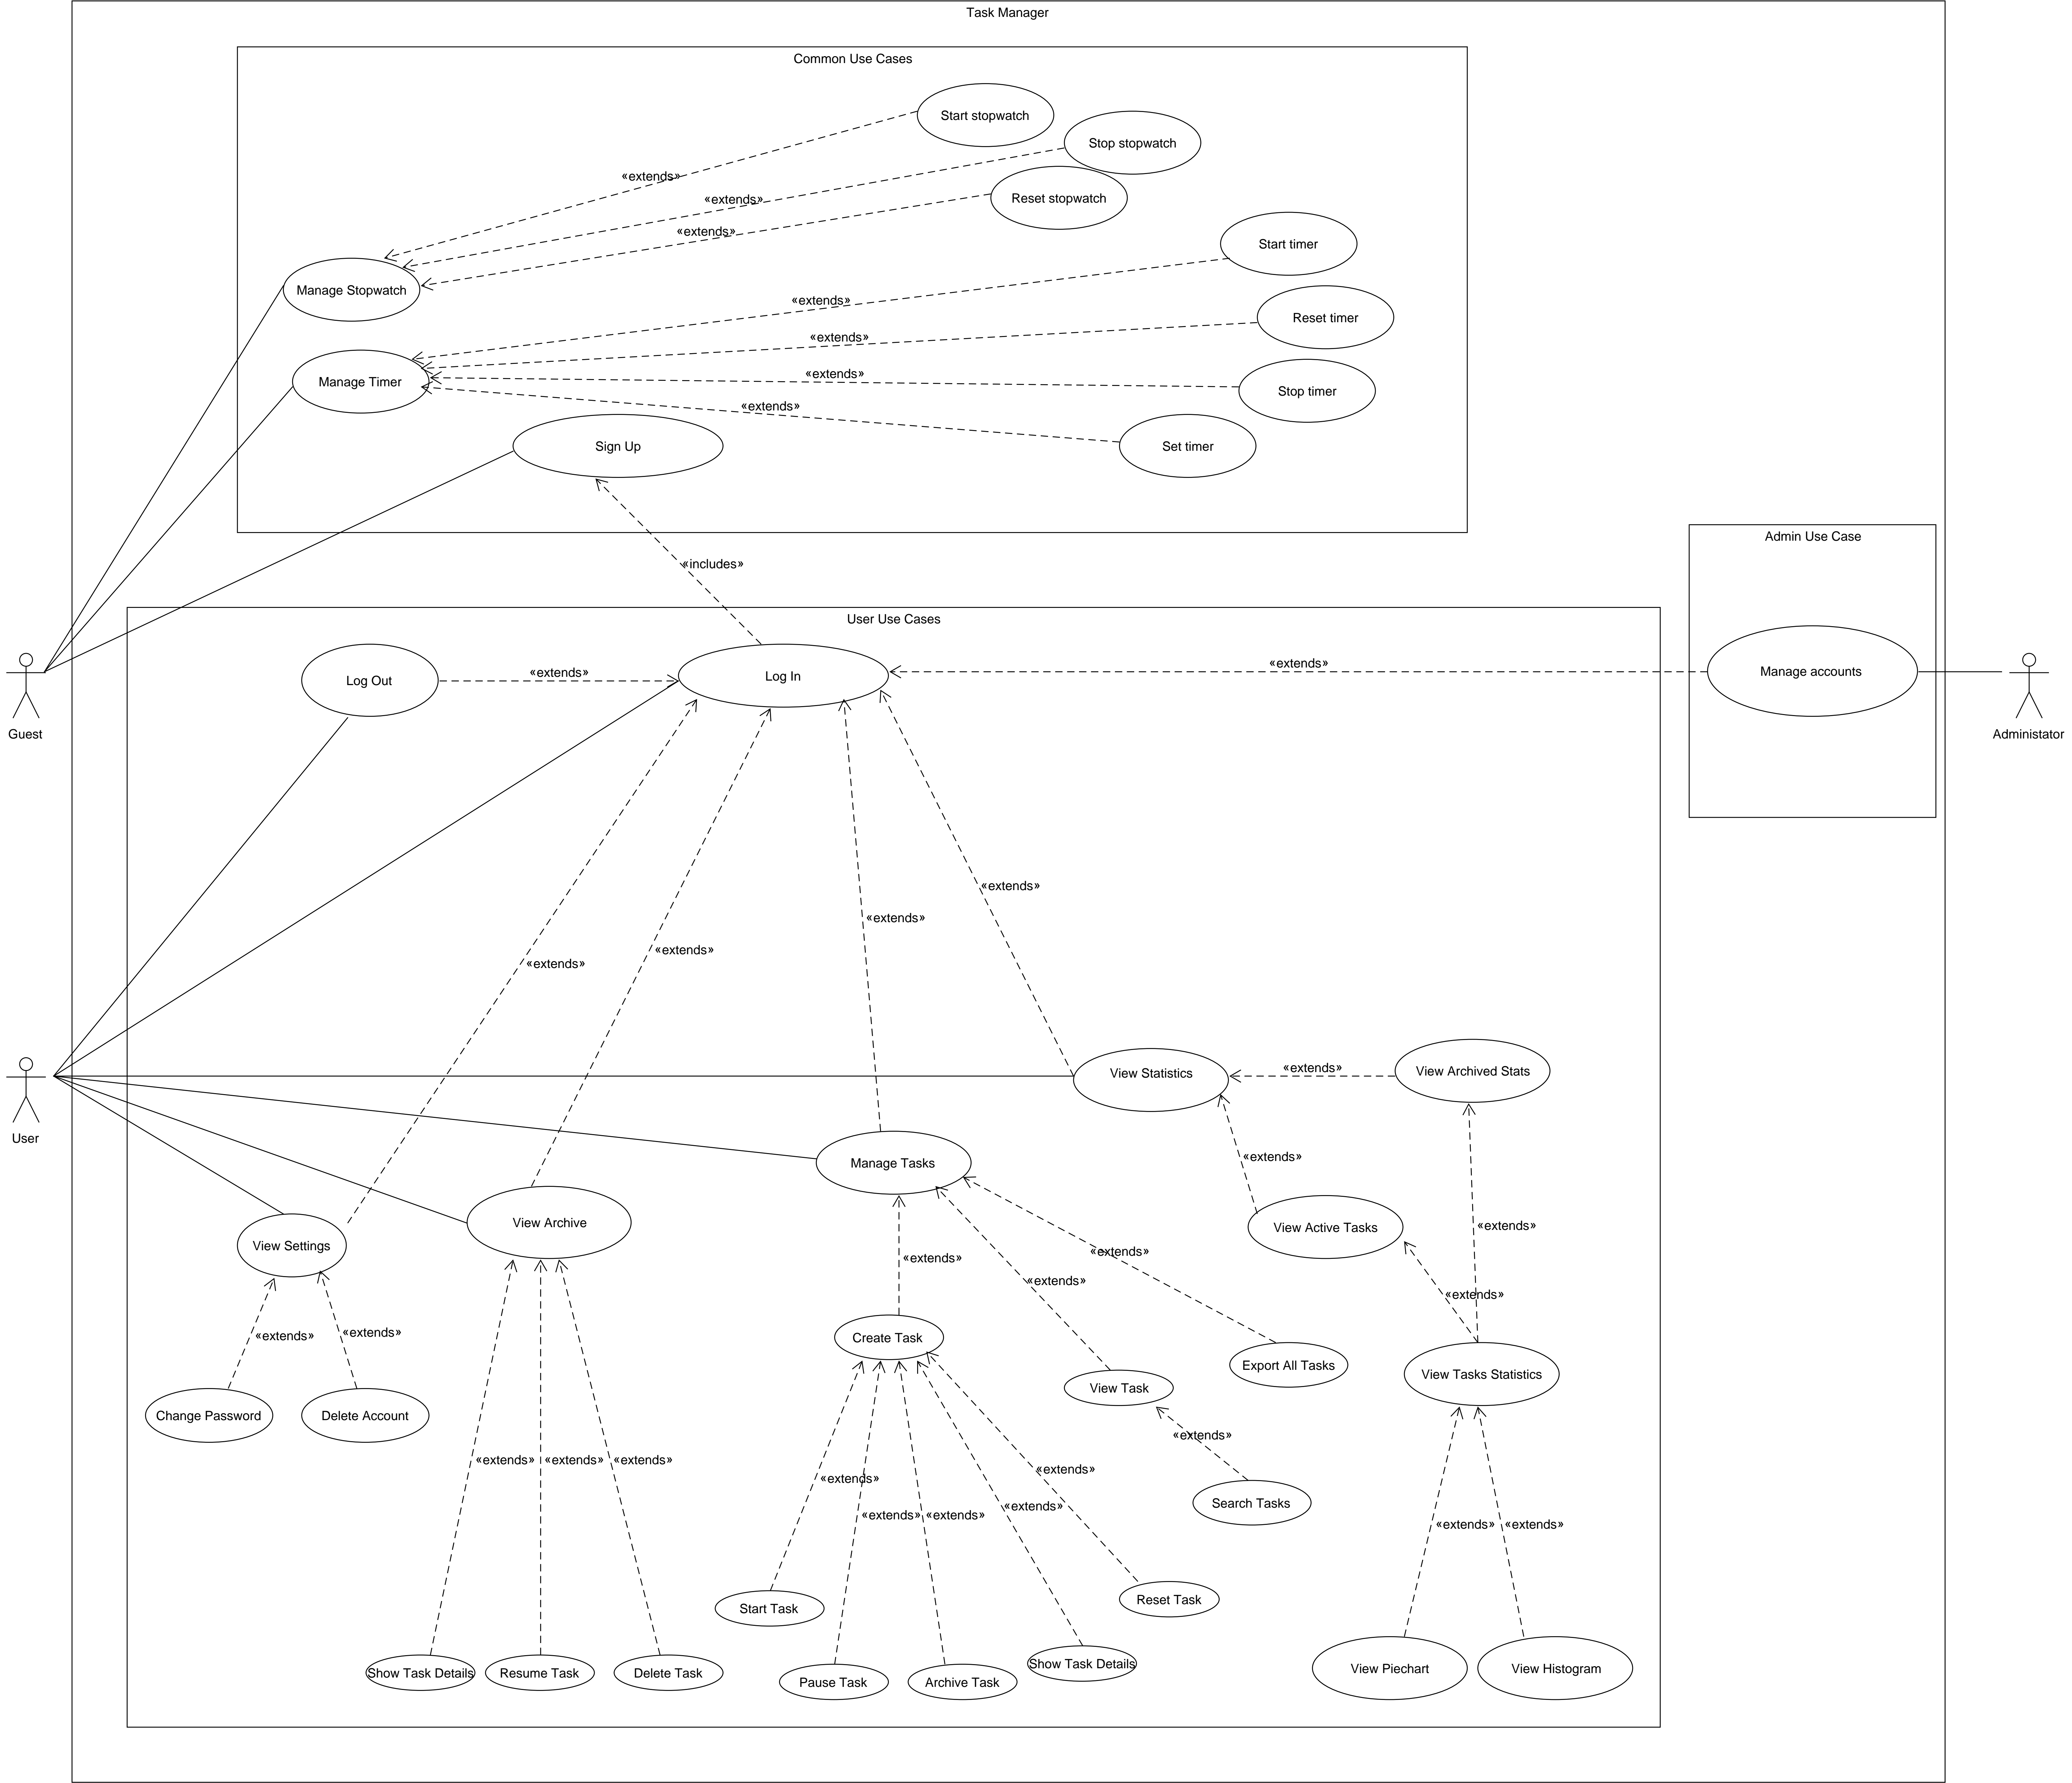 Task Manager
Common Use Cases
Start stopwatch
Stop stopwatch
«extends»
Reset stopwatch
«extends»
«extends»
Start timer
Manage Stopwatch
«extends»
Reset timer
«extends»
«extends»
Manage Timer
Stop timer
«extends»
Sign Up
Set timer
Admin Use Case
«includes»
User Use Cases
«extends»
Manage accounts
«extends»
Log In
Log Out
Guest
Administator
«extends»
«extends»
«extends»
«extends»
«extends»
View Archived Stats
View Statistics
User
«extends»
Manage Tasks
View Archive
«extends»
View Active Tasks
View Settings
«extends»
«extends»
«extends»
«extends»
«extends»
«extends»
Create Task
Export All Tasks
View Tasks Statistics
View Task
Change Password
Delete Account
«extends»
«extends»
«extends»
«extends»
«extends»
«extends»
Search Tasks
«extends»
«extends»
«extends»
«extends»
«extends»
Reset Task
Start Task
Show Task Details
View Piechart
View Histogram
Show Task Details
Resume Task
Delete Task
Pause Task
Archive Task